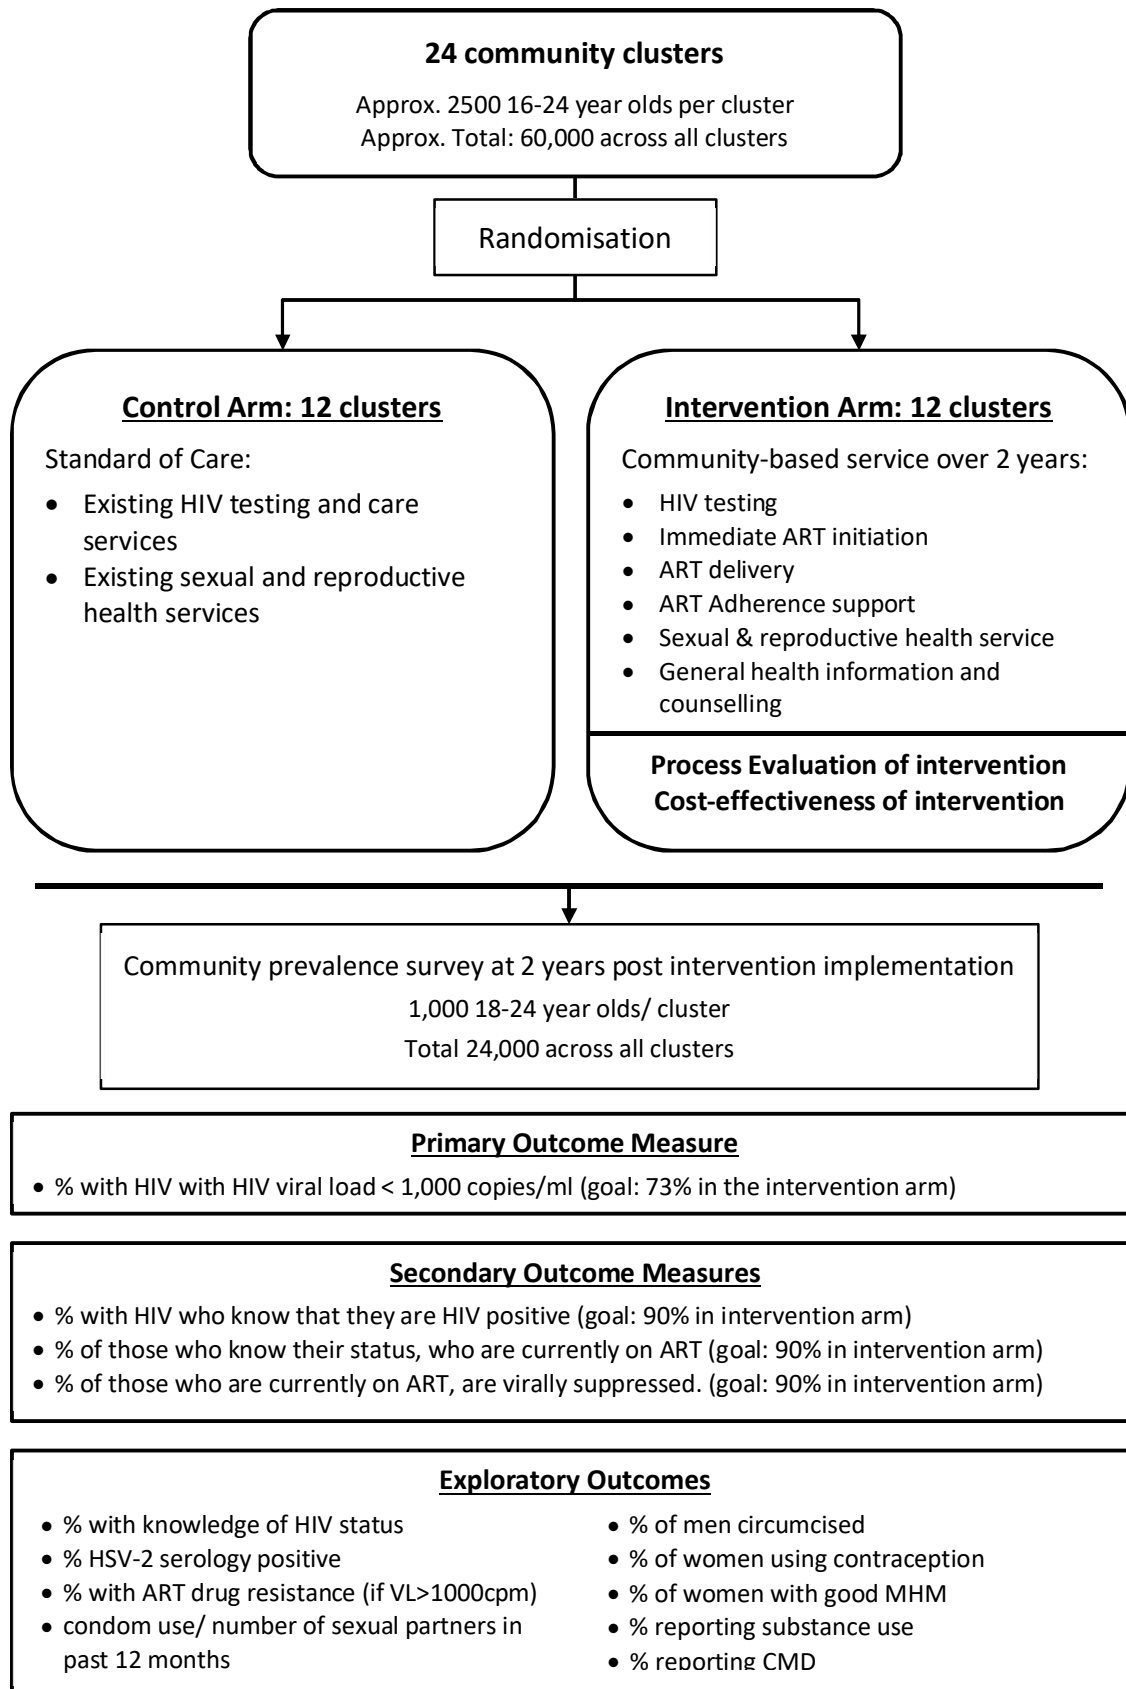 24 community clusters
Approx. 2500 16-24 year olds per cluster
Approx. Total: 60,000 across all clusters
Randomisation
Control Arm: 12 clusters
Standard of Care:
• Existing HIV testing and care
services
• Existing sexual and reproductive
health services
Intervention Arm: 12 clusters
Community-based service over 2 years:
• HIV testing
• Immediate ART initiation
• ART delivery
• ART Adherence support
• Sexual & reproductive health service
• General health information and
counselling
Process Evaluation of intervention
Cost-effectiveness of intervention
Community prevalence survey at 2 years post intervention implementation
1,000 18-24 year olds/ cluster
Total 24,000 across all clusters
Primary Outcome Measure
• % with HIV with HIV viral load < 1,000 copies/ml (goal: 73% in the intervention arm)
Secondary Outcome Measures
• % with HIV who know that they are HIV positive (goal: 90% in intervention arm)
• % of those who know their status, who are currently on ART (goal: 90% in intervention arm)
• % of those who are currently on ART, are virally suppressed. (goal: 90% in intervention arm)
Exploratory Outcomes
• % with knowledge of HIV status
• % HSV-2 serology positive
• % with ART drug resistance (if VL>1000cpm)
• condom use/ number of sexual partners in
past 12 months
• % of men circumcised
• % of women using contraception
• % of women with good MHM
• % reporting substance use
• % reporting CMD